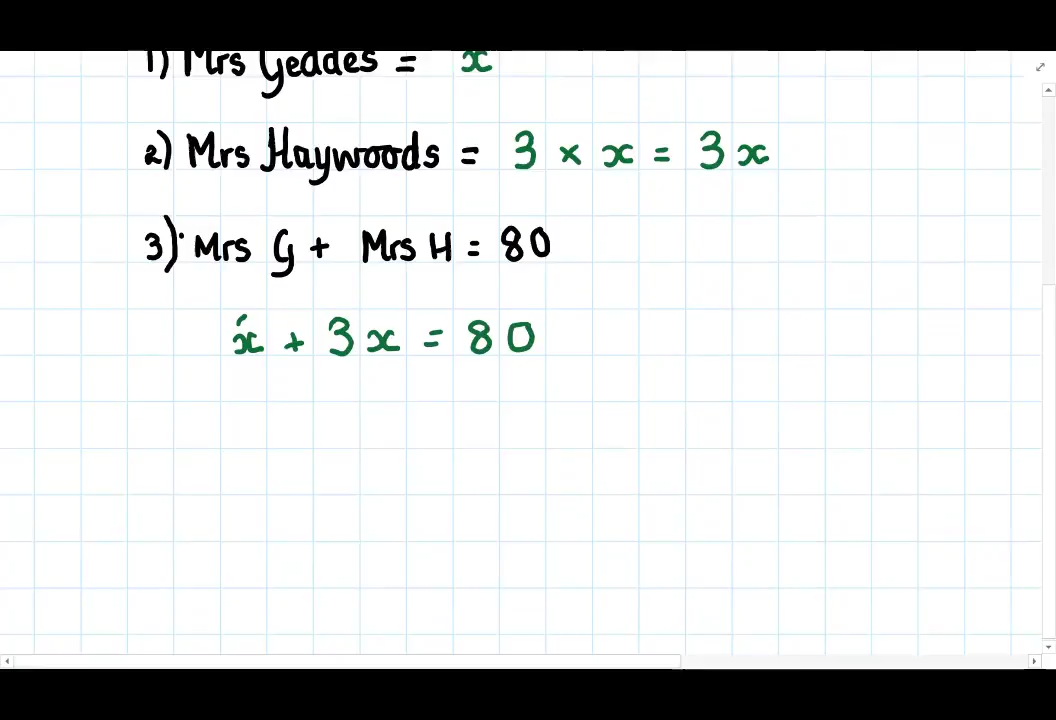 1) Mrs Geddes = x
2) Mrs Haywoods = 3 × x = 3x
3) Mrs G + Mrs H = 80
x + 3x = 80